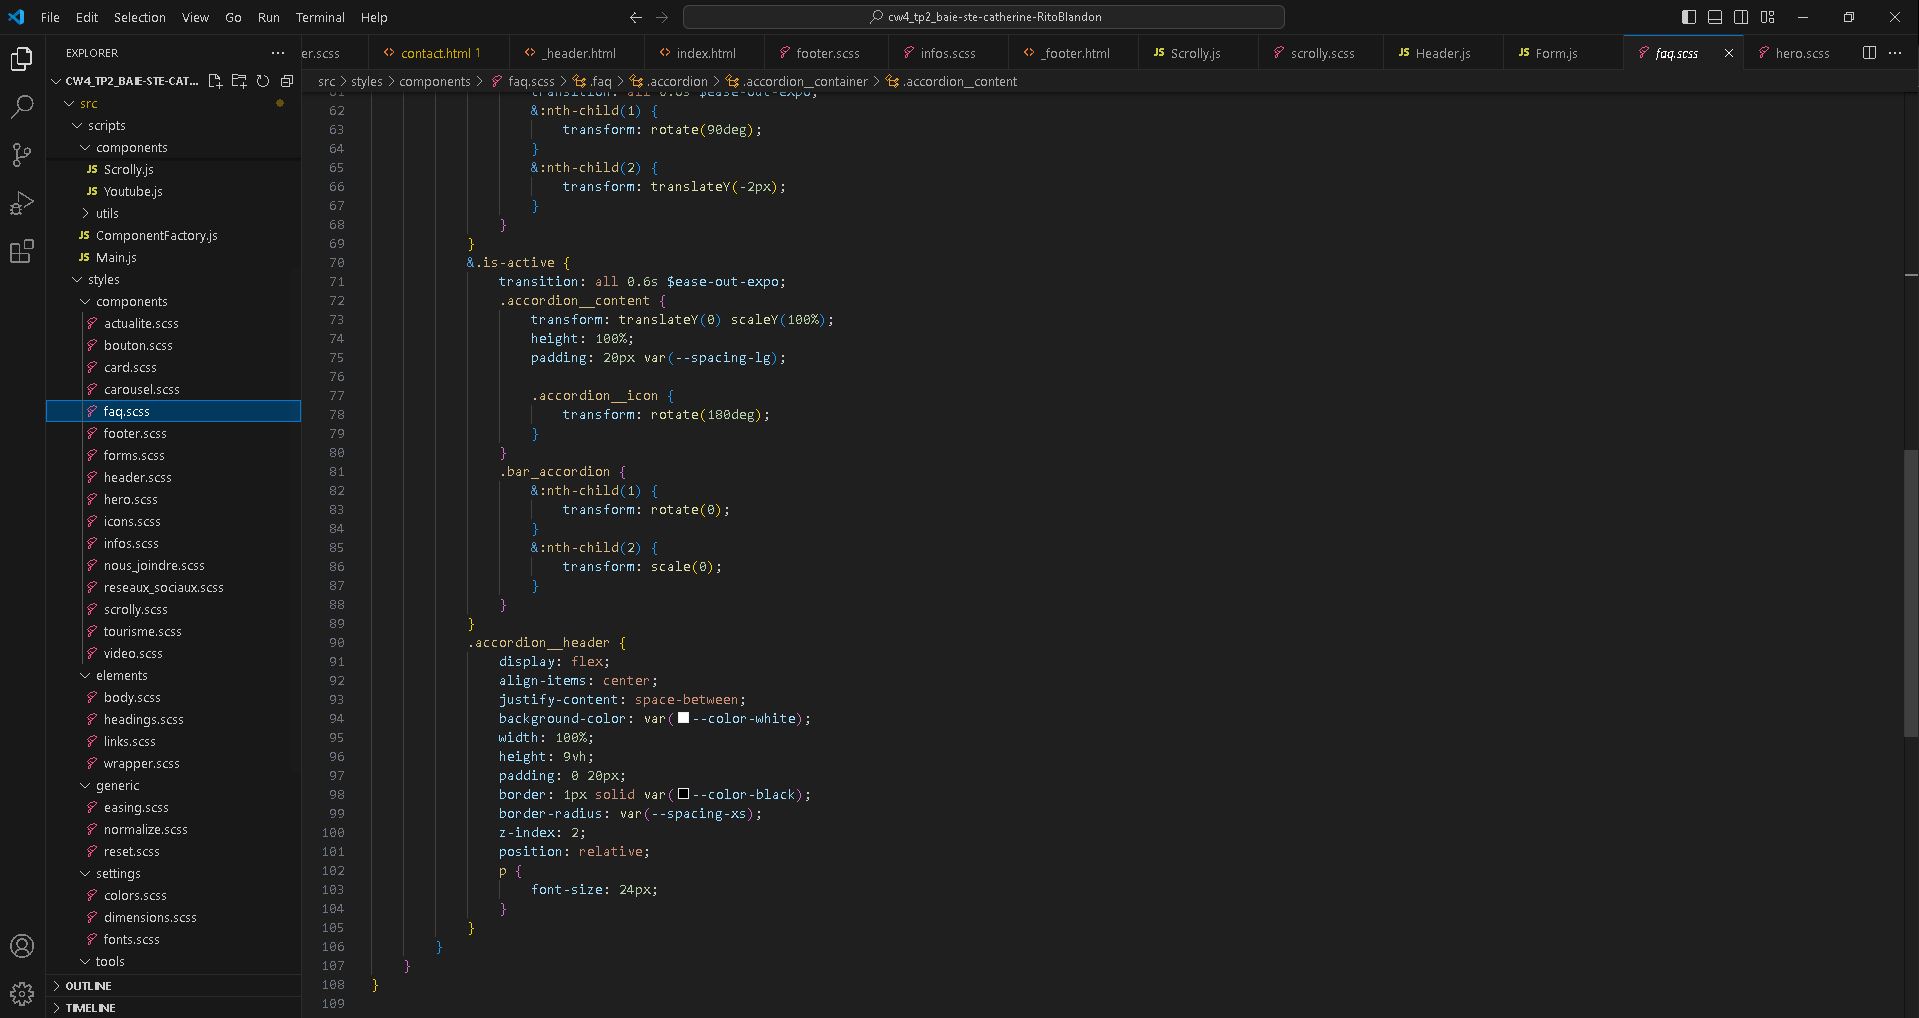 File Edit Selection View Go Run Terminal Help
cw4_tp2_baie-ste-catherine-RitoBlandon
EXPLORER
er.scss contact.html 1 _header.html index.html footer.scss infos.scss _footer.html Scrolly.js scrolly.scss Header.js Form.js faq.scss hero.scss
CW4_TP2_BAIE-STE-CAT...
src > styles > components > faq.scss > .faq > .accordion > .accordion__container > .accordion__content
src
scripts
components
Scrolly.js
Youtube.js
utils
ComponentFactory.js
Main.js
styles
components
actualite.scss
bouton.scss
card.scss
carousel.scss
faq.scss
footer.scss
forms.scss
header.scss
hero.scss
icons.scss
infos.scss
nous_joindre.scss
reseaux_sociaux.scss
scrolly.scss
tourisme.scss
video.scss
elements
body.scss
headings.scss
links.scss
wrapper.scss
generic
easing.scss
normalize.scss
reset.scss
settings
colors.scss
dimensions.scss
fonts.scss
tools
OUTLINE
TIMELINE
61 transition: all 0.6s $ease-out-expo;
62 &:nth-child(1) {
63 transform: rotate(90deg);
64 }
65 &:nth-child(2) {
66 transform: translateY(-2px);
67 }
68 }
69 }
70 &.is-active {
71 transition: all 0.6s $ease-out-expo;
72 .accordion__content {
73 transform: translateY(0) scaleY(100%);
74 height: 100%;
75 padding: 20px var(--spacing-lg);
76
77 .accordion__icon {
78 transform: rotate(180deg);
79 }
80 }
81 .bar_accordion {
82 &:nth-child(1) {
83 transform: rotate(0);
84 }
85 &:nth-child(2) {
86 transform: scale(0);
87 }
88 }
89 }
90 .accordion__header {
91 display: flex;
92 align-items: center;
93 justify-content: space-between;
94 background-color: var(--color-white);
95 width: 100%;
96 height: 9vh;
97 padding: 0 20px;
98 border: 1px solid var(--color-black);
99 border-radius: var(--spacing-xs);
100 z-index: 2;
101 position: relative;
102 p {
103 font-size: 24px;
104 }
105 }
106 }
107 }
108 }
109